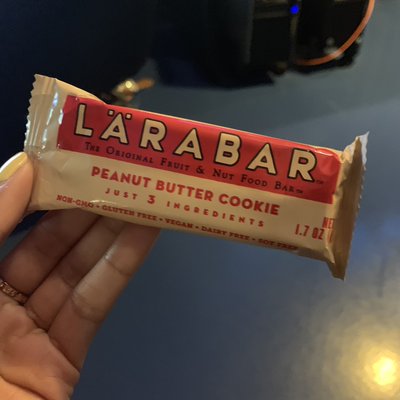 LÄRABAR™
The Original Fruit & Nut Food Bar™
PEANUT BUTTER COOKIE
JUST 3 INGREDIENTS
NON-GMO • GLUTEN FREE • VEGAN • DAIRY FREE • SOY FREE
1.7 OZ